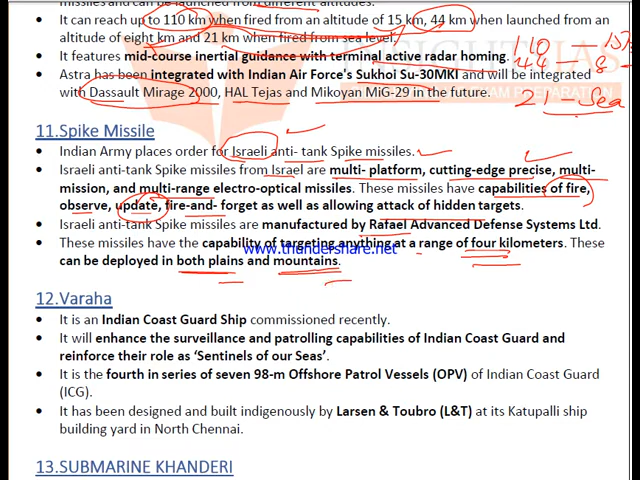 missiles and can be launched from different altitudes.
It can reach up to 110 km when fired from an altitude of 15 km, 44 km when launched from an
altitude of eight km and 21 km when fired from sea level.
It features mid-course inertial guidance with terminal active radar homing.
Astra has been integrated with Indian Air Force's Sukhoi Su-30MKI and will be integrated
with Dassault Mirage 2000, HAL Tejas and Mikoyan MiG-29 in the future.
110 - 15
44 - 8
21 - Sea
11.Spike Missile
Indian Army places order for Israeli anti- tank Spike missiles.
Israeli anti-tank Spike missiles from Israel are multi- platform, cutting-edge precise, multi-
mission, and multi-range electro-optical missiles. These missiles have capabilities of fire,
observe, update, fire-and- forget as well as allowing attack of hidden targets.
Israeli anti-tank Spike missiles are manufactured by Rafael Advanced Defense Systems Ltd.
These missiles have the capability of targeting anything at a range of four kilometers. These
www.thundershare.net
can be deployed in both plains and mountains.
12.Varaha
It is an Indian Coast Guard Ship commissioned recently.
It will enhance the surveillance and patrolling capabilities of Indian Coast Guard and
reinforce their role as ‘Sentinels of our Seas’.
It is the fourth in series of seven 98-m Offshore Patrol Vessels (OPV) of Indian Coast Guard
(ICG).
It has been designed and built indigenously by Larsen & Toubro (L&T) at its Katupalli ship
building yard in North Chennai.
13.SUBMARINE KHANDERI